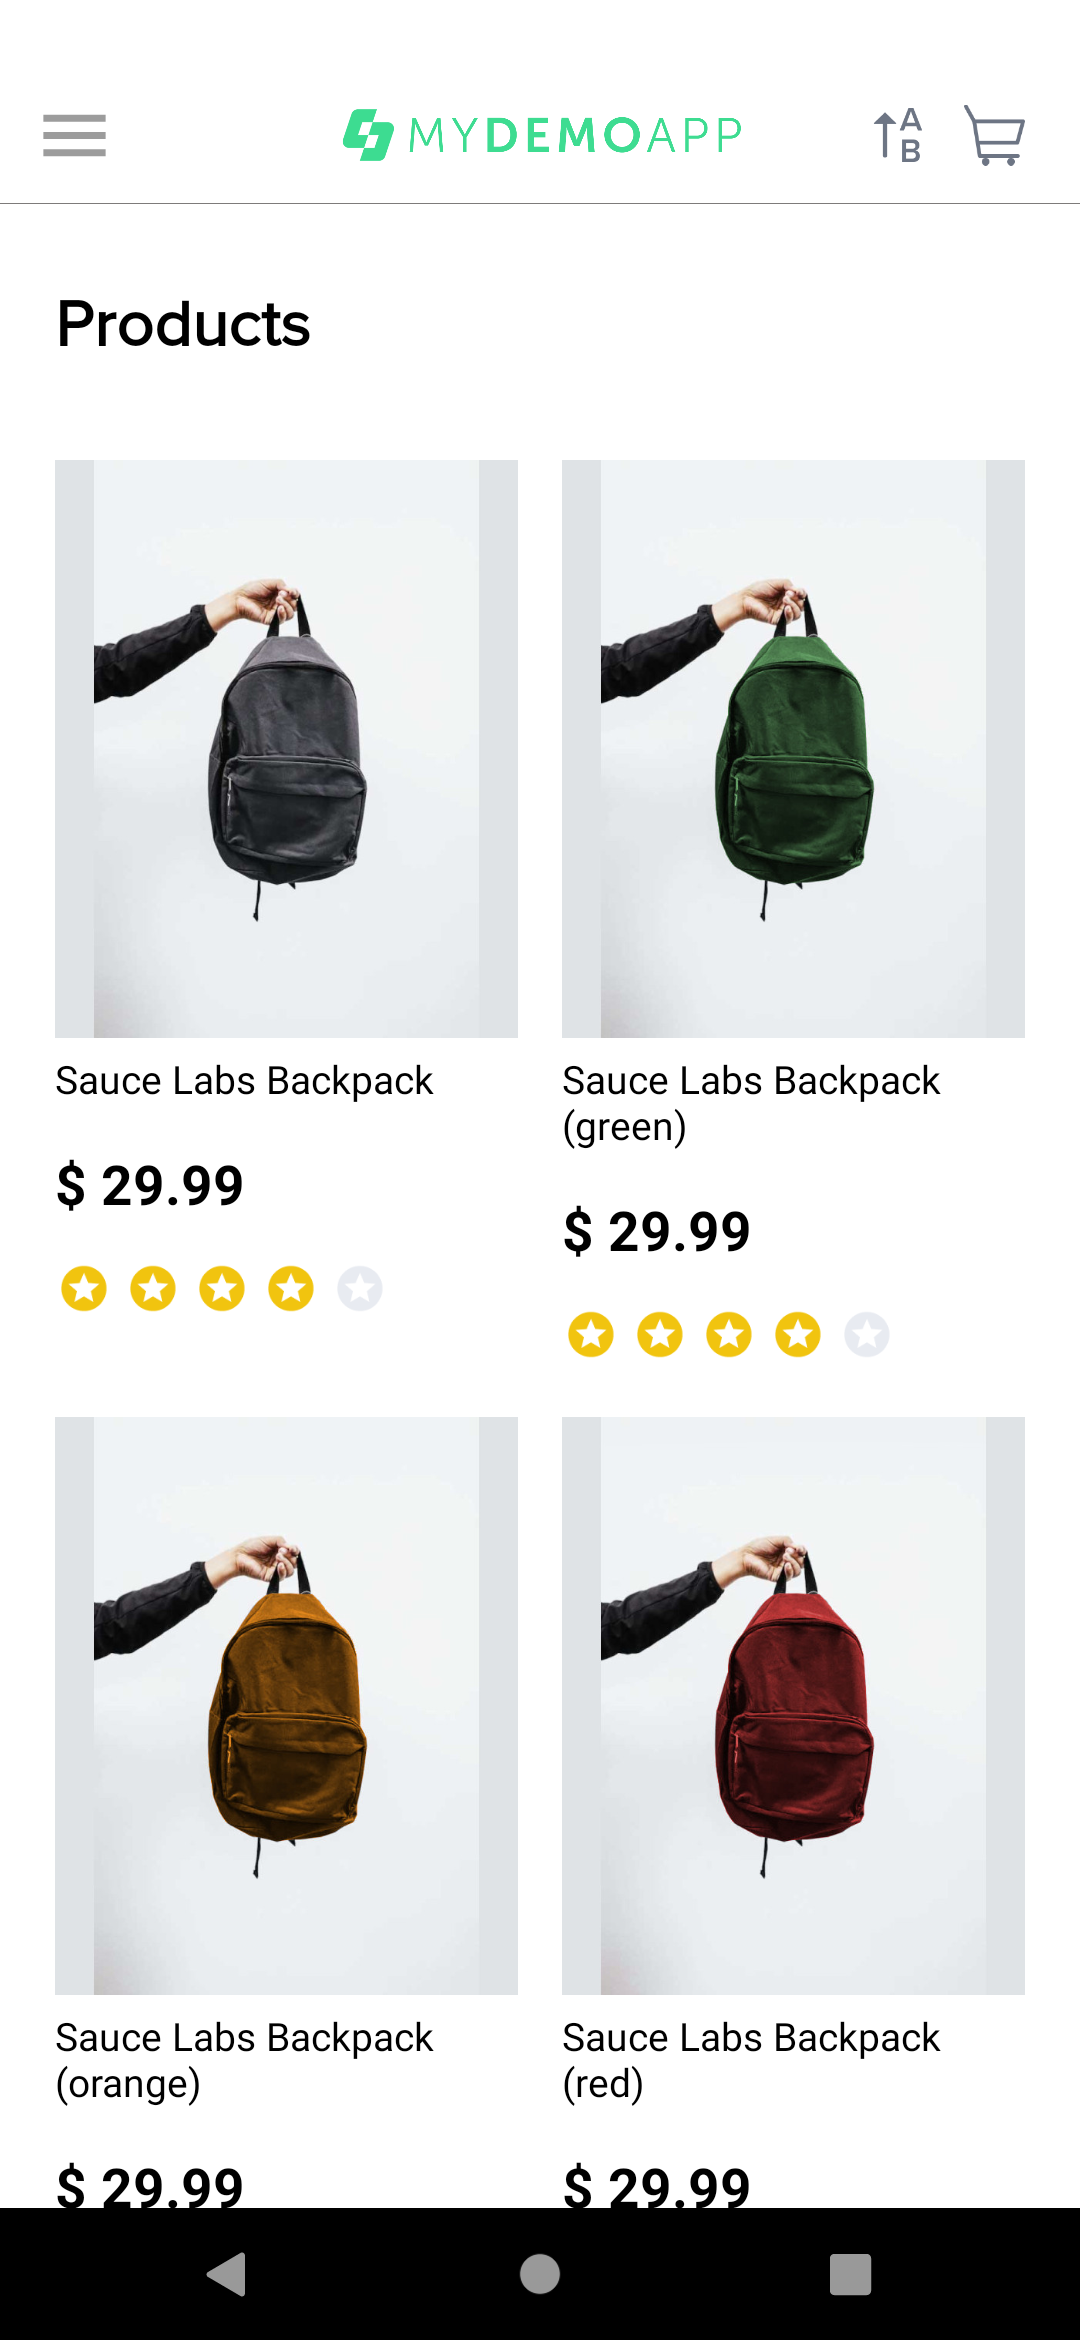 MYDEMOAPP
A
B
Products
Sauce Labs Backpack
$ 29.99
Sauce Labs Backpack
(green)
$ 29.99
Sauce Labs Backpack
(orange)
$ 29.99
Sauce Labs Backpack
(red)
$ 29.99